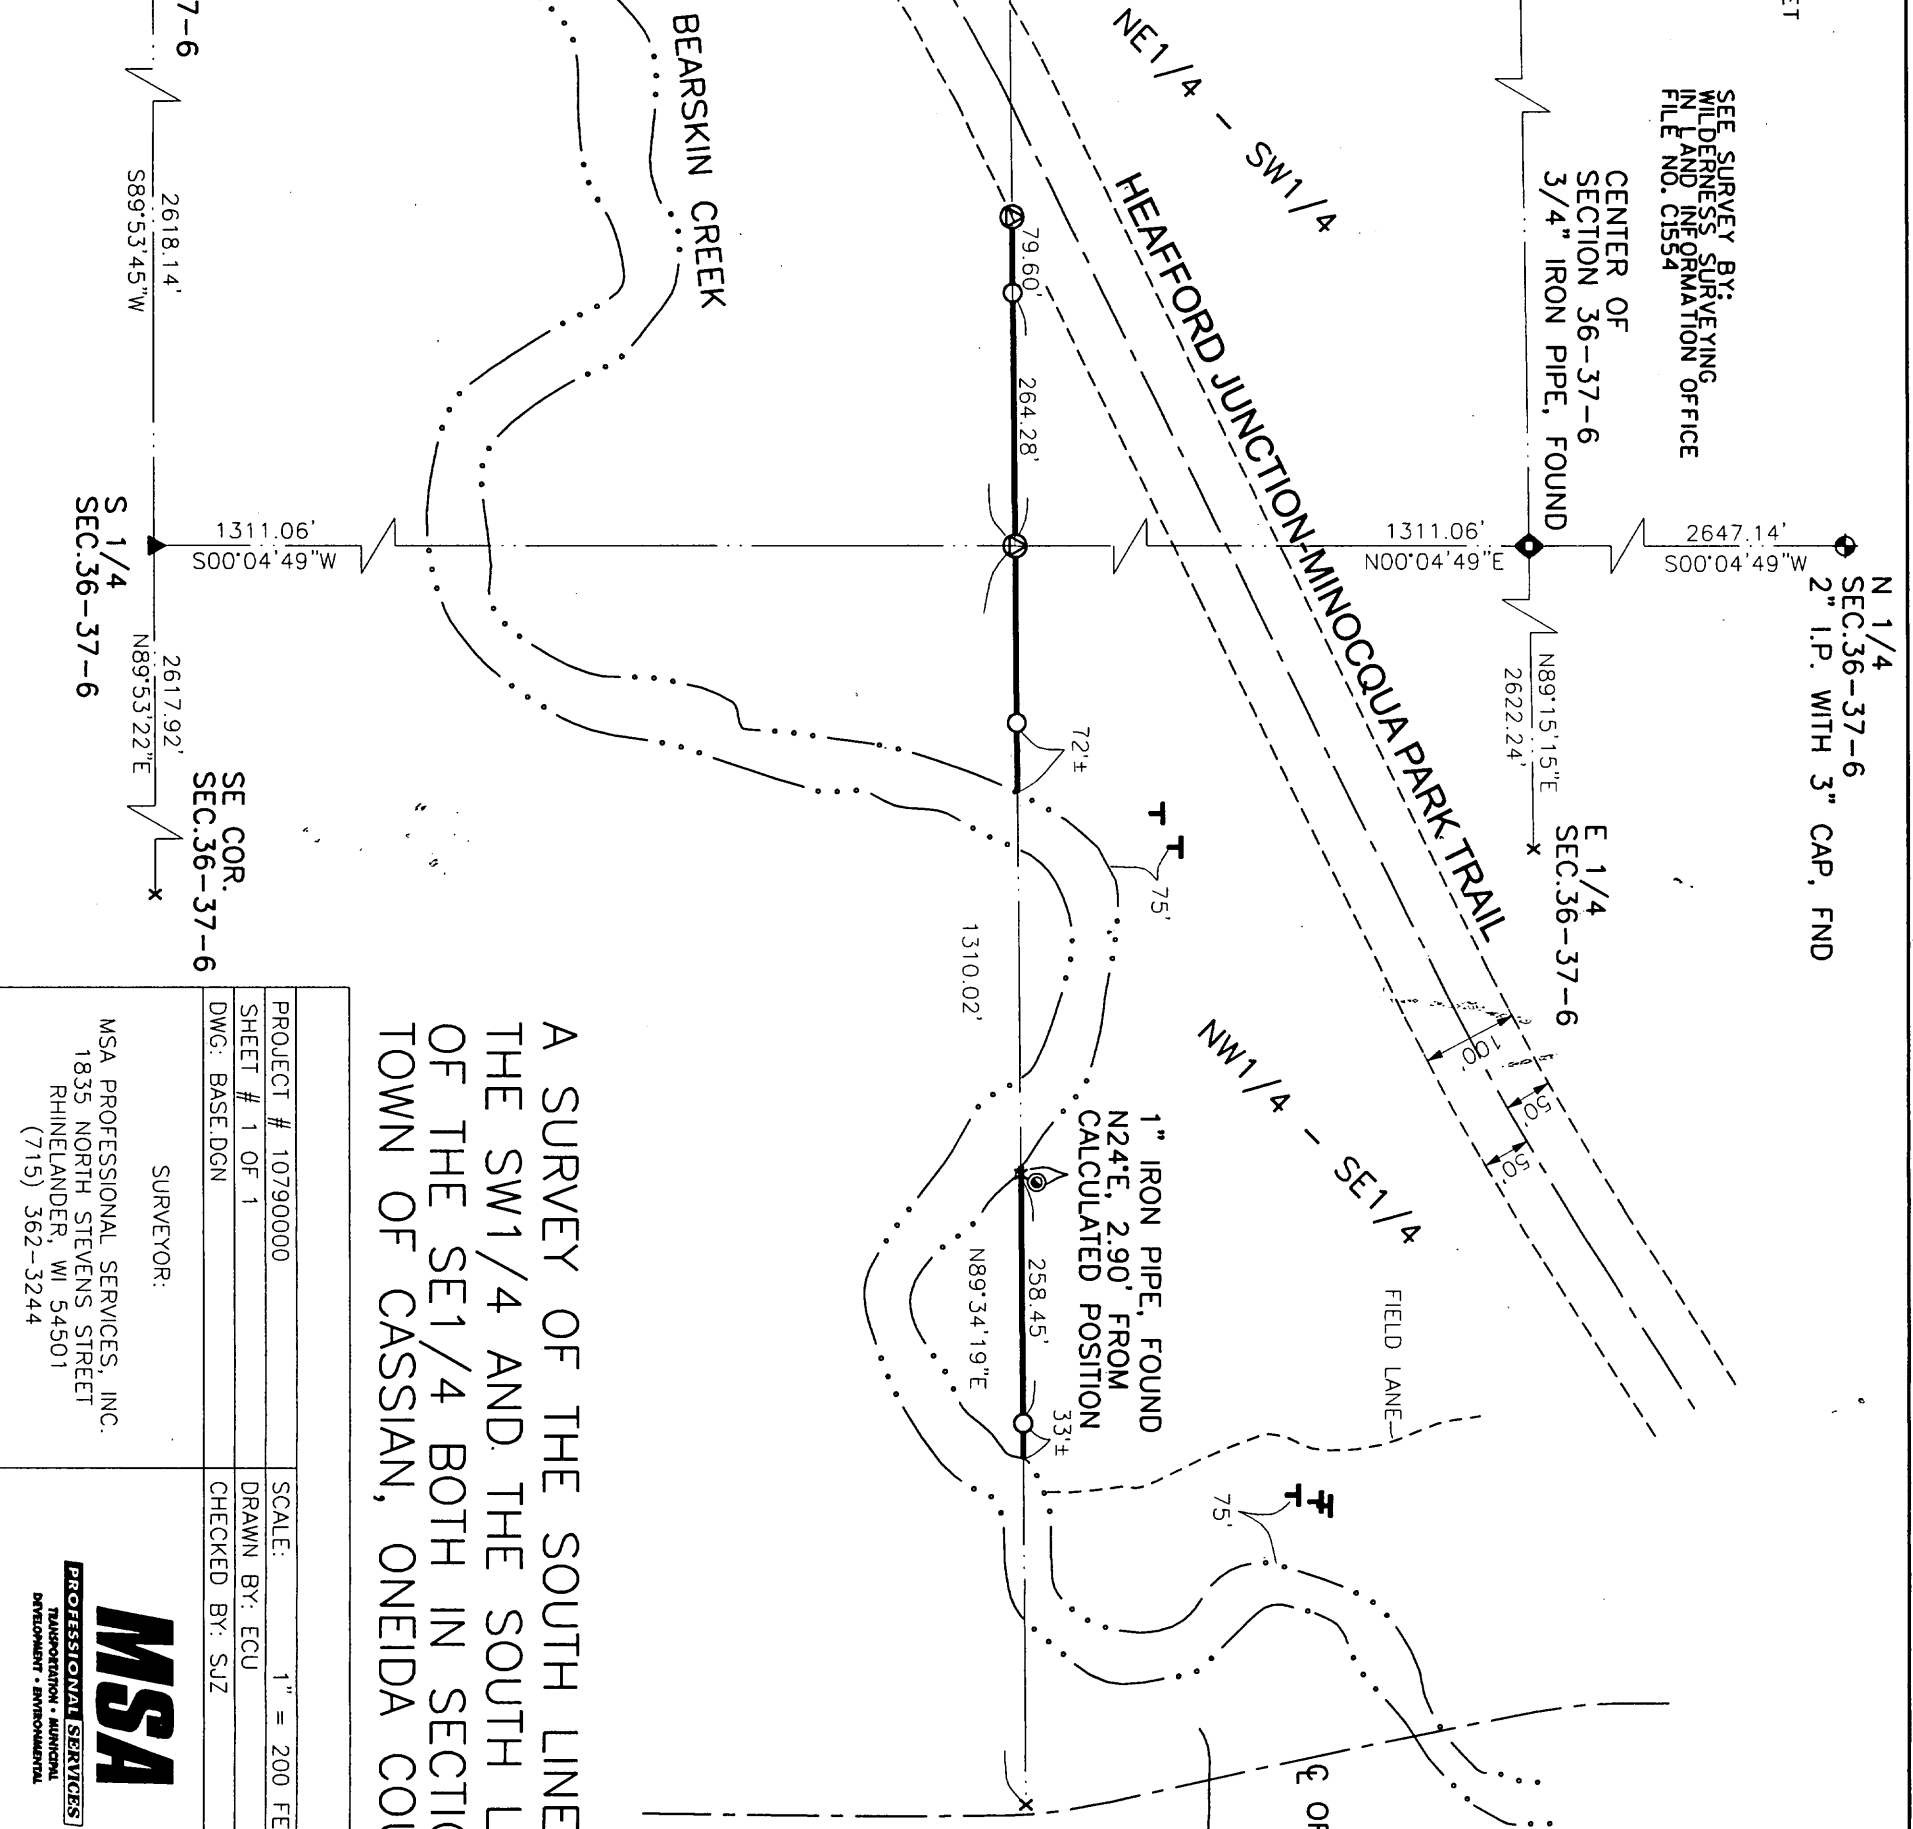 ET
SEE SURVEY BY:
WILDERNESS SURVEYING
IN LAND INFORMATION OFFICE
FILE NO. C1554
N 1/4
SEC.36-37-6
2" I.P. WITH 3" CAP, FND
2647.14'
S00°04'49"W
CENTER OF
SECTION 36-37-6
3/4" IRON PIPE, FOUND
1311.06'
N00°04'49"E
N89°15'15"E
2622.24'
E 1/4
SEC.36-37-6
NE1/4 - SW1/4
HEAFFORD JUNCTION-MINOCQUA PARK TRAIL
100'
50'
50'
NW1/4 - SE1/4
FIELD LANE
75'
75'
℄ OF
79.60'
264.28'
72'±
1310.02'
1" IRON PIPE, FOUND
N24°E, 2.90' FROM
CALCULATED POSITION
258.45'
N89°34'19"E
33'±
BEARSKIN CREEK
7-6
2618.14'
S89°53'45"W
1311.06'
S00°04'49"W
S 1/4
SEC.36-37-6
2617.92'
N89°53'22"E
SE COR.
SEC.36-37-6
A SURVEY OF THE SOUTH LINE
THE SW1/4 AND THE SOUTH L
OF THE SE1/4 BOTH IN SECTIO
TOWN OF CASSIAN, ONEIDA COU
PROJECT # 10790000
SCALE: 1" = 200 FE
SHEET # 1 OF 1
DRAWN BY: ECU
DWG: BASE.DGN
CHECKED BY: SJZ
SURVEYOR:
MSA PROFESSIONAL SERVICES, INC.
1835 NORTH STEVENS STREET
RHINELANDER, WI 54501
(715) 362-3244
MSA
PROFESSIONAL SERVICES
TRANSPORTATION • MUNICIPAL
DEVELOPMENT • ENVIRONMENTAL